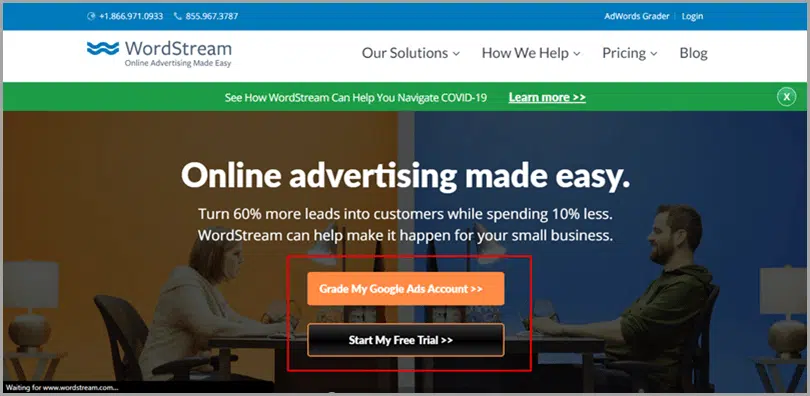 +1.866.971.0933 855.967.3787 AdWords Grader Login
WordStream
Online Advertising Made Easy
Our Solutions How We Help Pricing Blog
See How WordStream Can Help You Navigate COVID-19 Learn more >> X
Online advertising made easy.
Turn 60% more leads into customers while spending 10% less.
WordStream can help make it happen for your small business.
Grade My Google Ads Account >>
Start My Free Trial >>
Waiting for www.wordstream.com...